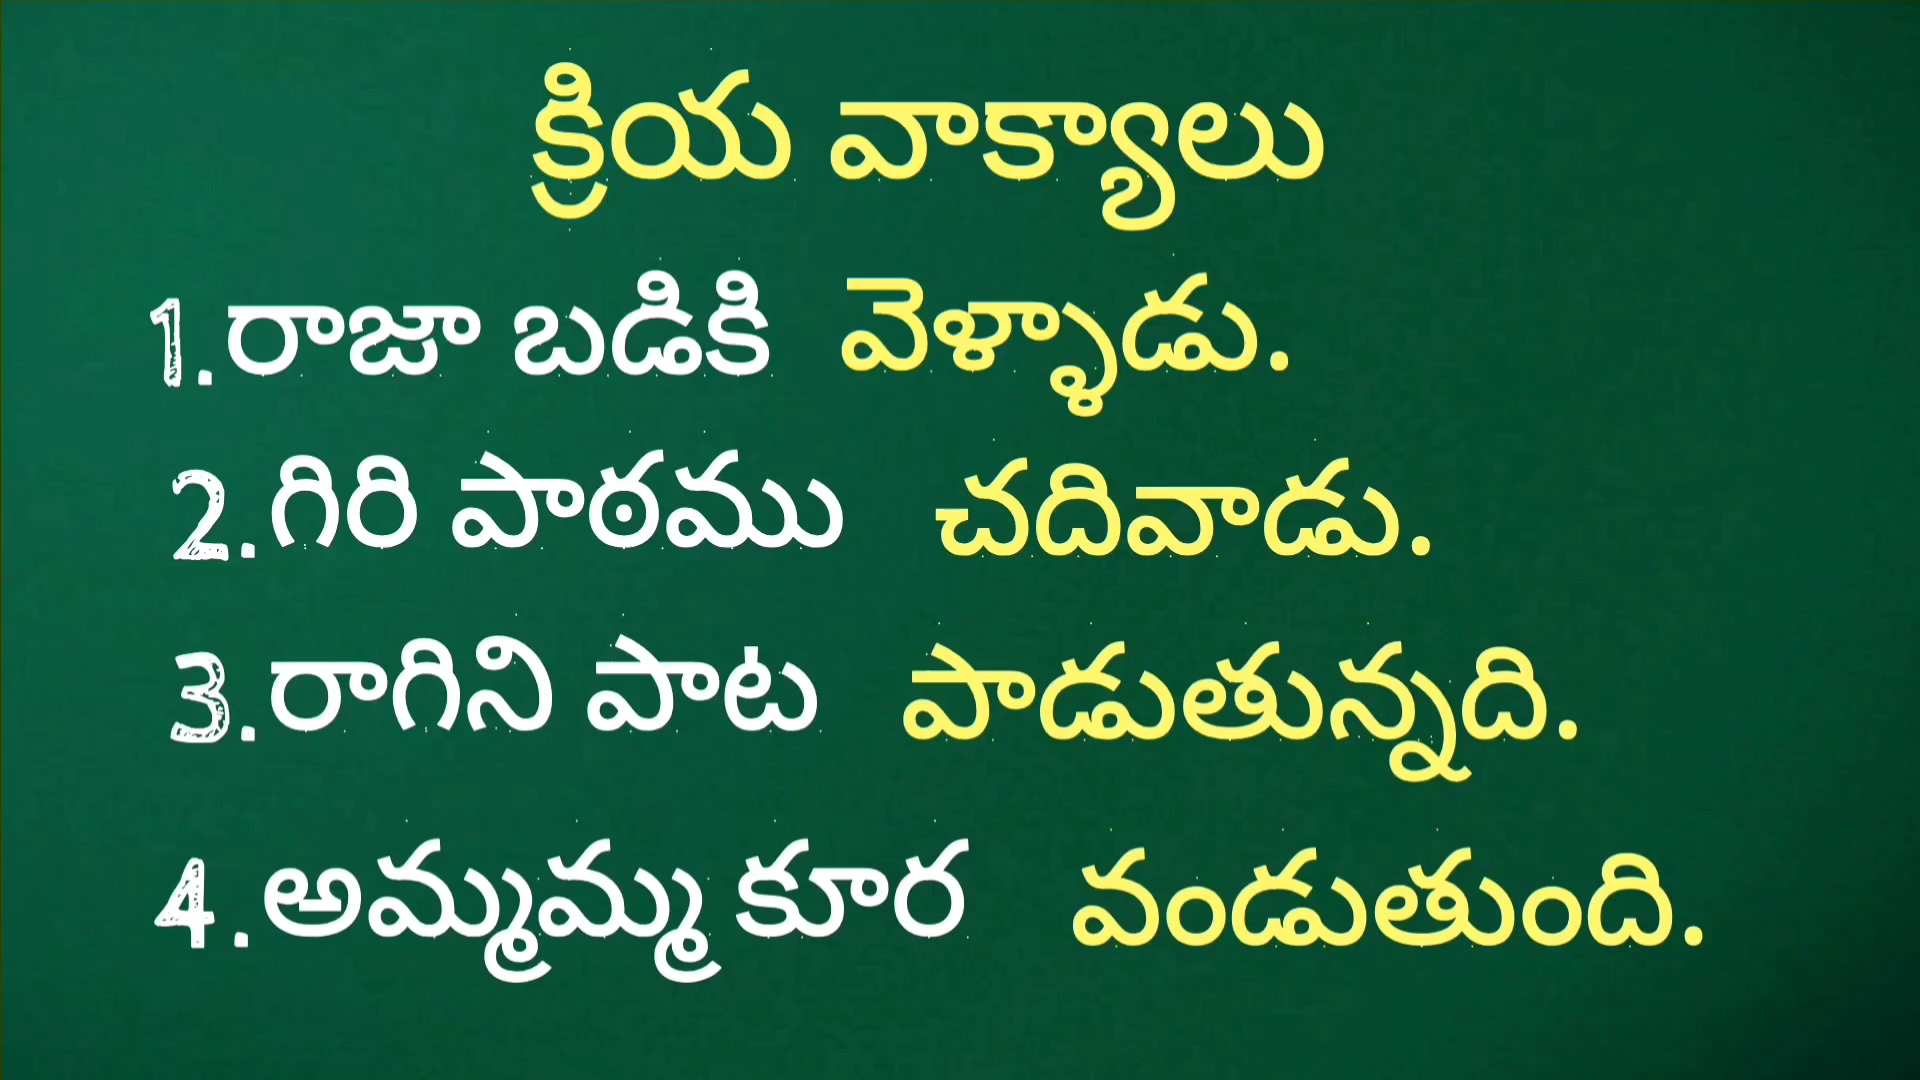 క్రియ వాక్యాలు
1.రాజా బడికి వెళ్ళాడు.
2.గిరి పాఠము చదివాడు.
3.రాగిని పాట పాడుతున్నది.
4.అమ్మమ్మ కూర వండుతుంది.